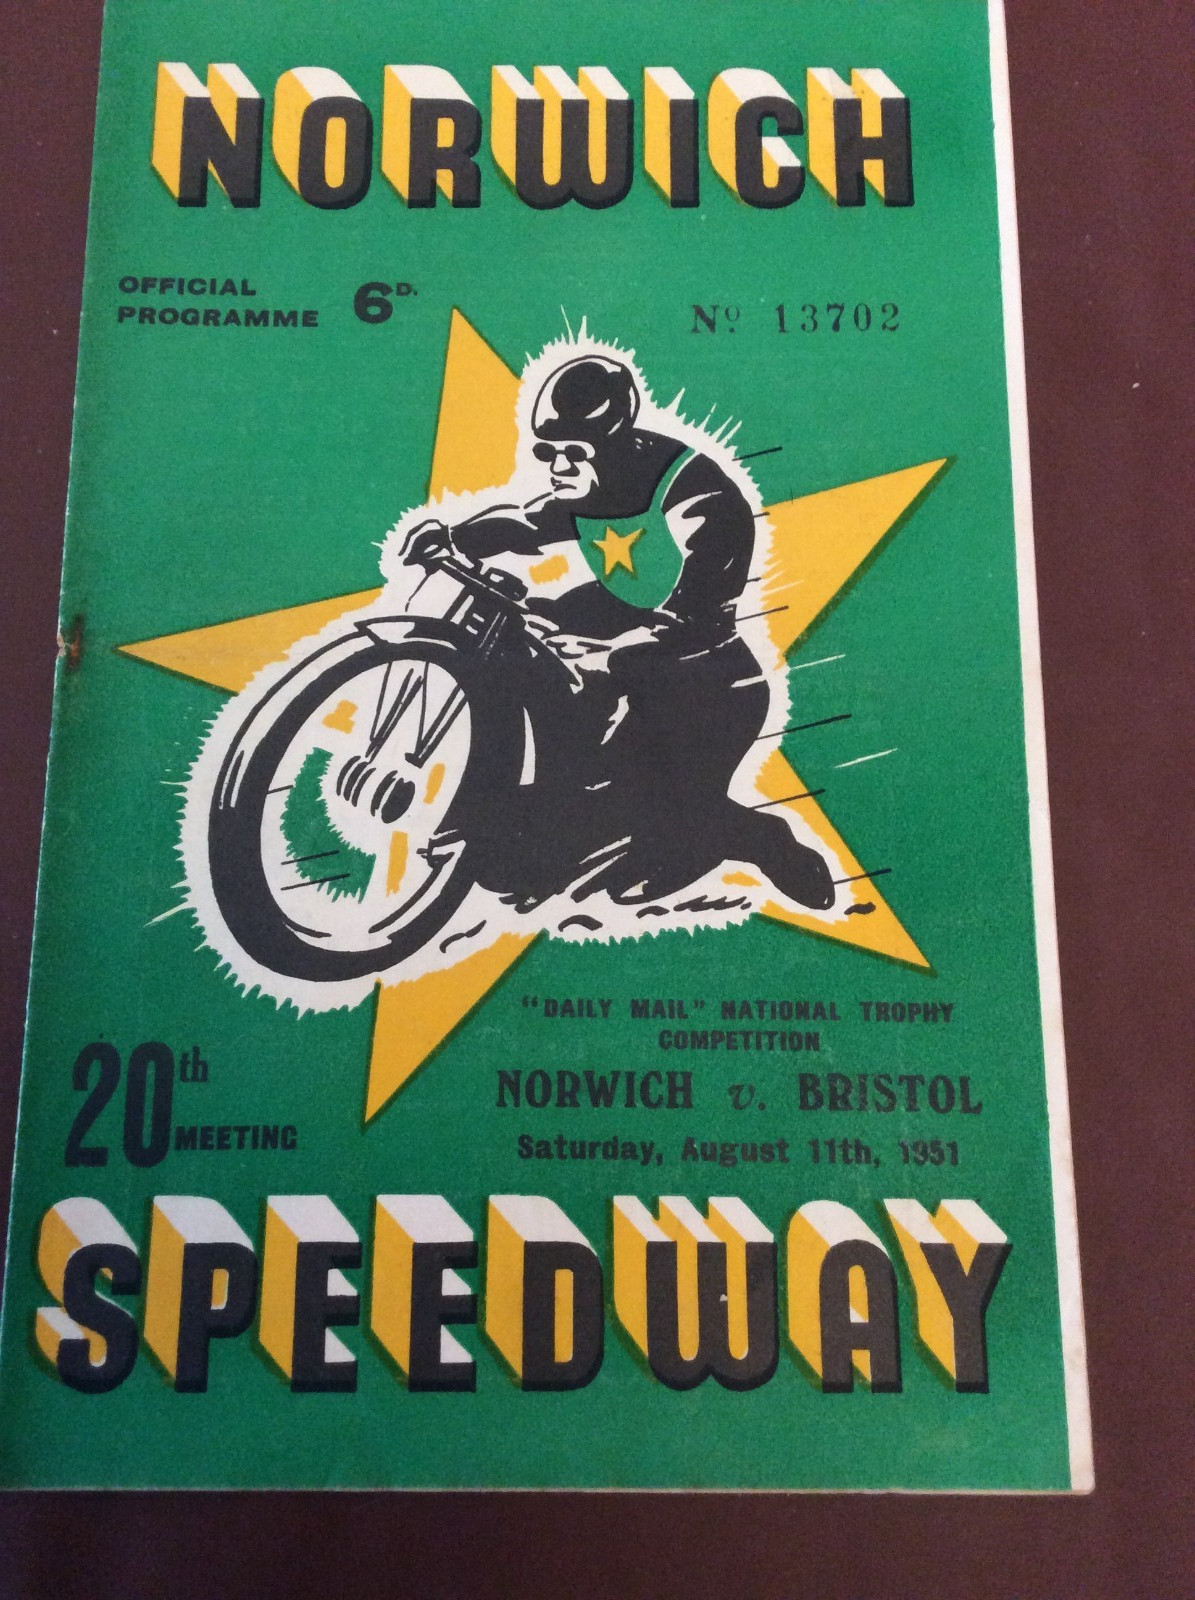 NORWICH
OFFICIAL
PROGRAMME 6D.
No. 13702
"DAILY MAIL" NATIONAL TROPHY
COMPETITION
NORWICH v. BRISTOL
Saturday, August 11th, 1951
20th
MEETING
SPEEDWAY